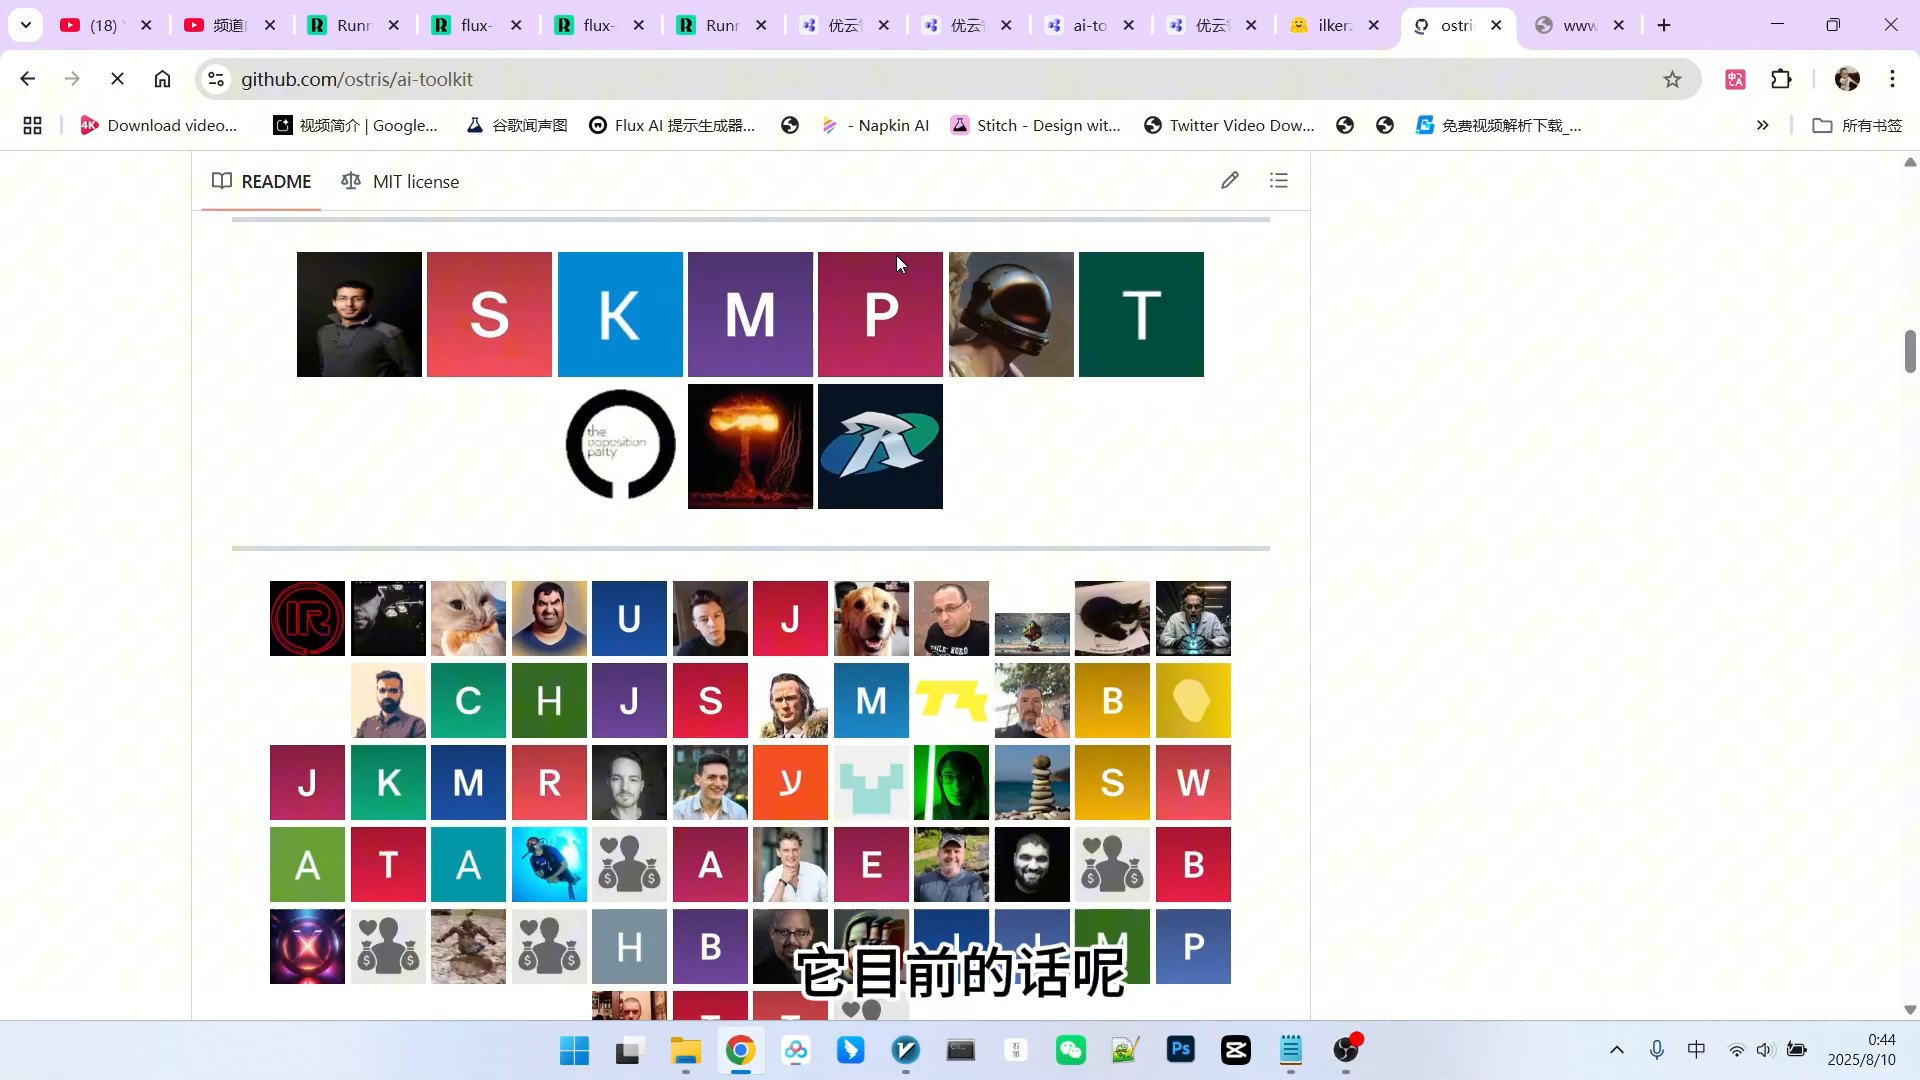 (18) Y
频道
Runn
flux-
flux-
Runr
优云
优云
ai-to
优云
ilkerz
ostri
www
github.com/ostris/ai-toolkit
Download video...
视频简介 | Google...
谷歌闻声图
Flux AI 提示生成器...
- Napkin AI
Stitch - Design wit...
Twitter Video Dow...
免费视频解析下载_...
所有书签
README
MIT license
S K M P T
the
opposition
party
R
IR U J
C H J S M B
J K M R ע S W
A T A A E B
H B P
它目前的话呢
中
Ps
0:44
2025/8/10